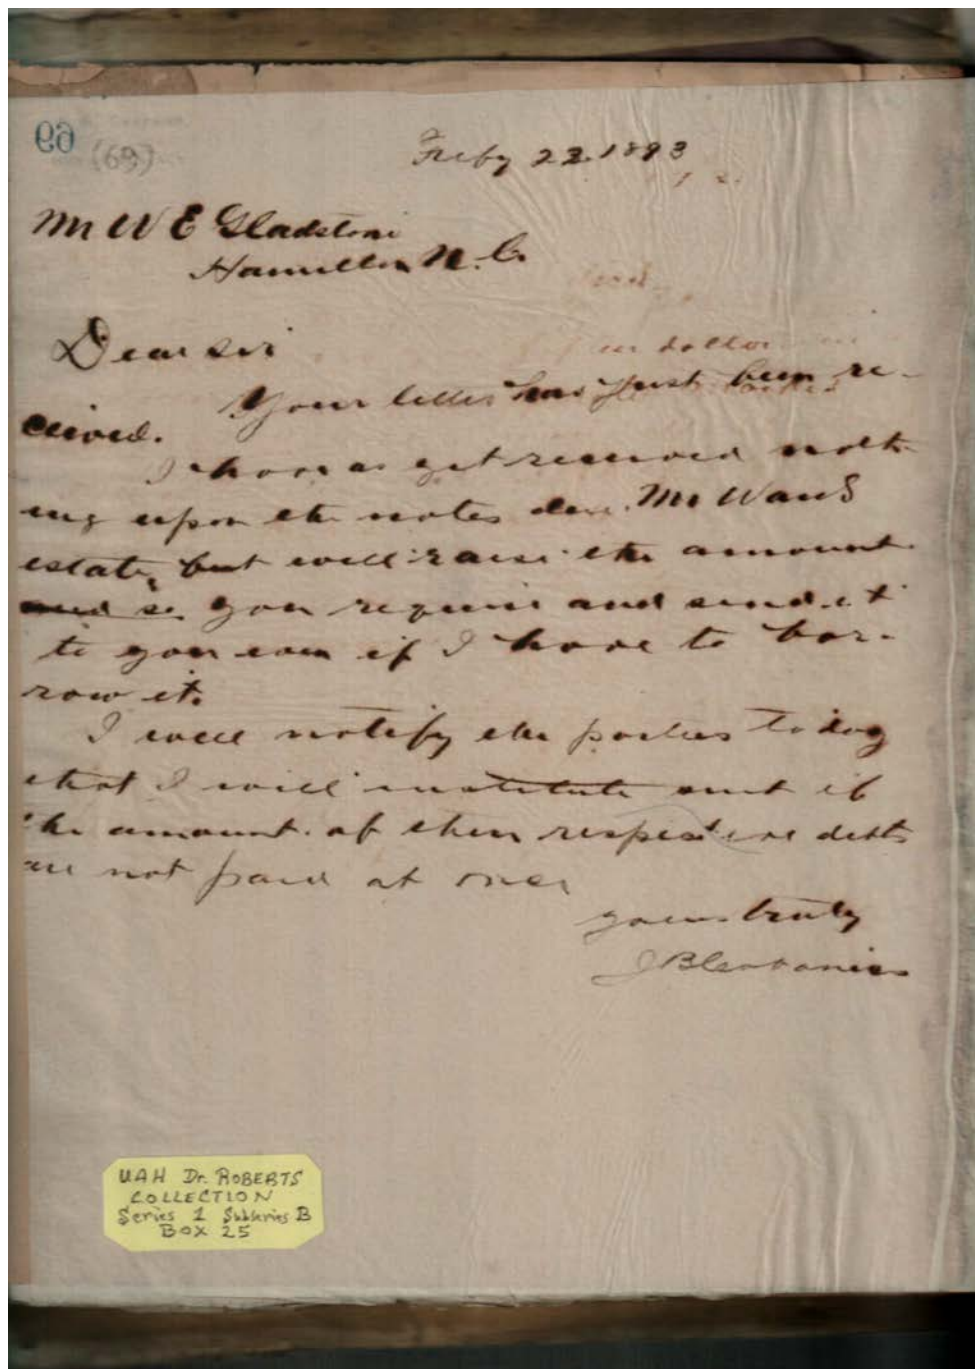 69
(69)
Feby 22. 1893
Mr W E Gladstone
Hamilton N. C.
Dear Sir
Your letter has just been re-
ceived.
I have as yet received noth-
ing upon the notes due. Mr Wards
estate, but will raise the amount
you require and send it
to you even if I have to bor-
row it.
I will notify the parties to day
that I will institute suit if
the amount. of their respective debts
are not paid at once
yours truly
UAH Dr. ROBERTS
COLLECTION
Series 1 Subseries B
BOX 25